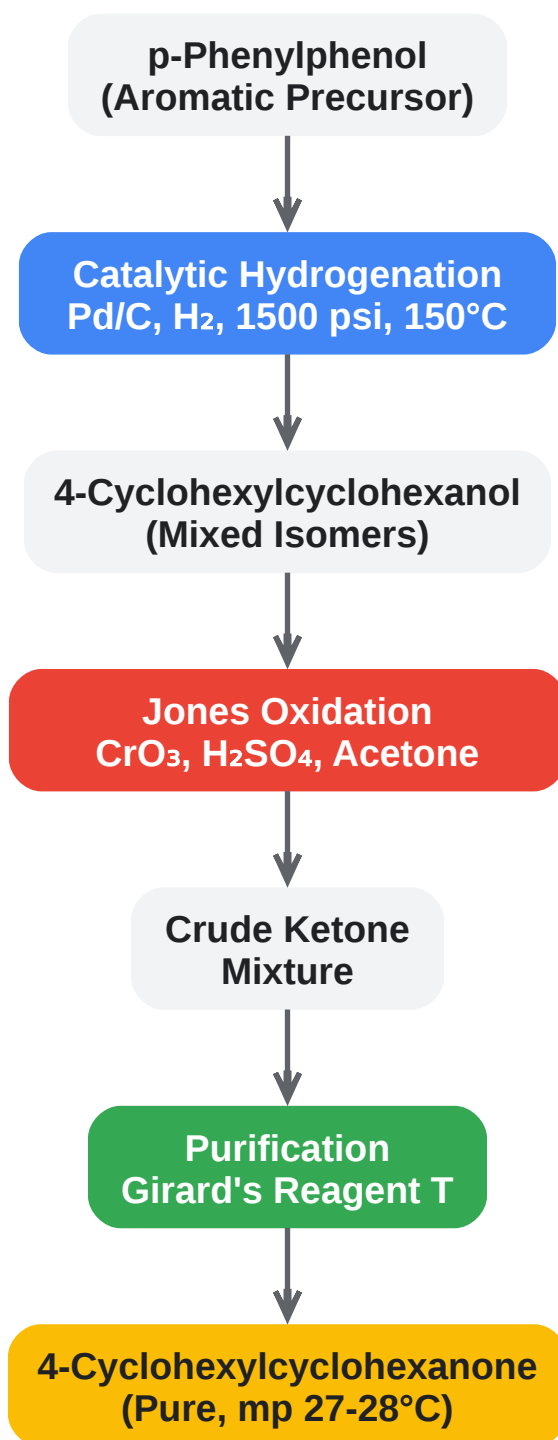 p-Phenylphenol
(Aromatic Precursor)
Catalytic Hydrogenation
Pd/C, H₂, 1500 psi, 150°C
4-Cyclohexylcyclohexanol
(Mixed Isomers)
Jones Oxidation
CrO₃, H₂SO₄, Acetone
Crude Ketone
Mixture
Purification
Girard's Reagent T
4-Cyclohexylcyclohexanone
(Pure, mp 27-28°C)